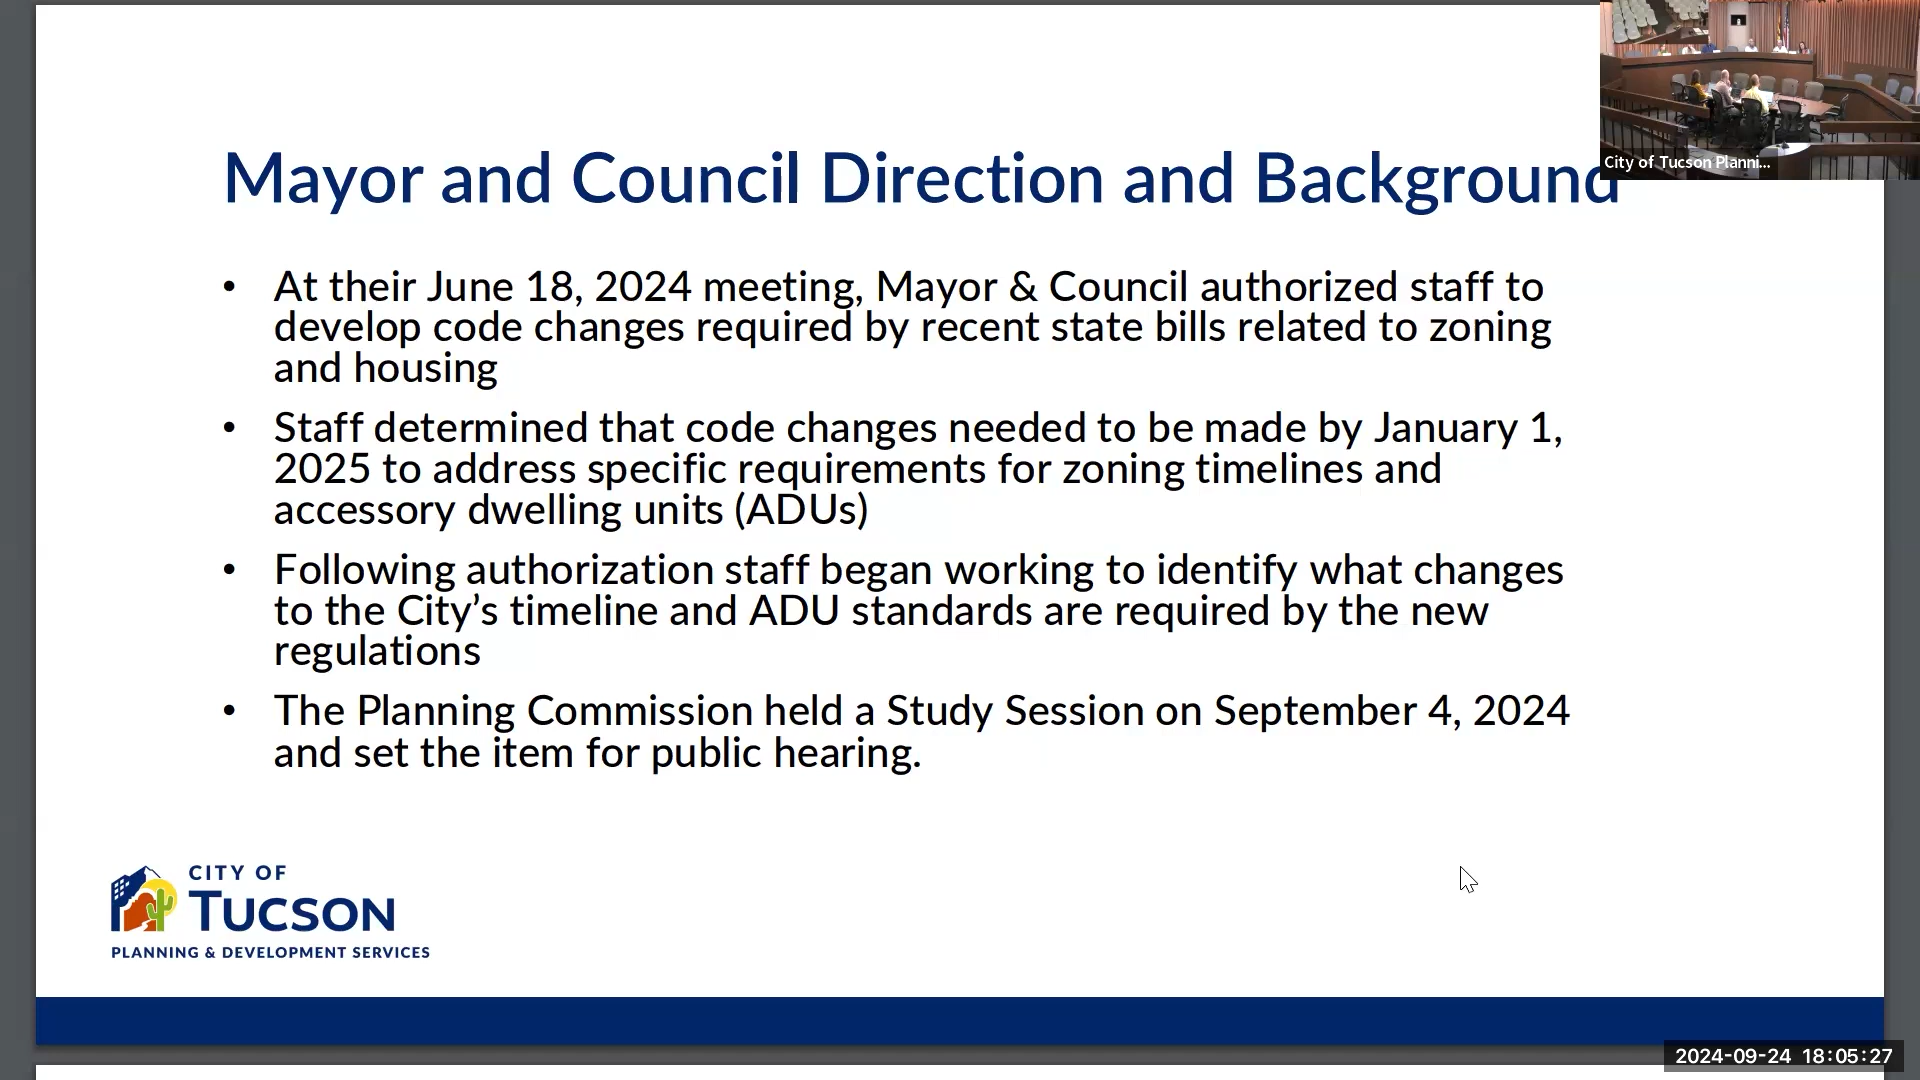 City of Tucson Planni...
Mayor and Council Direction and Background
• At their June 18, 2024 meeting, Mayor & Council authorized staff to
develop code changes required by recent state bills related to zoning
and housing
• Staff determined that code changes needed to be made by January 1,
2025 to address specific requirements for zoning timelines and
accessory dwelling units (ADUs)
• Following authorization staff began working to identify what changes
to the City’s timeline and ADU standards are required by the new
regulations
• The Planning Commission held a Study Session on September 4, 2024
and set the item for public hearing.
CITY OF
TUCSON
PLANNING & DEVELOPMENT SERVICES
2024-09-24 18:05:27